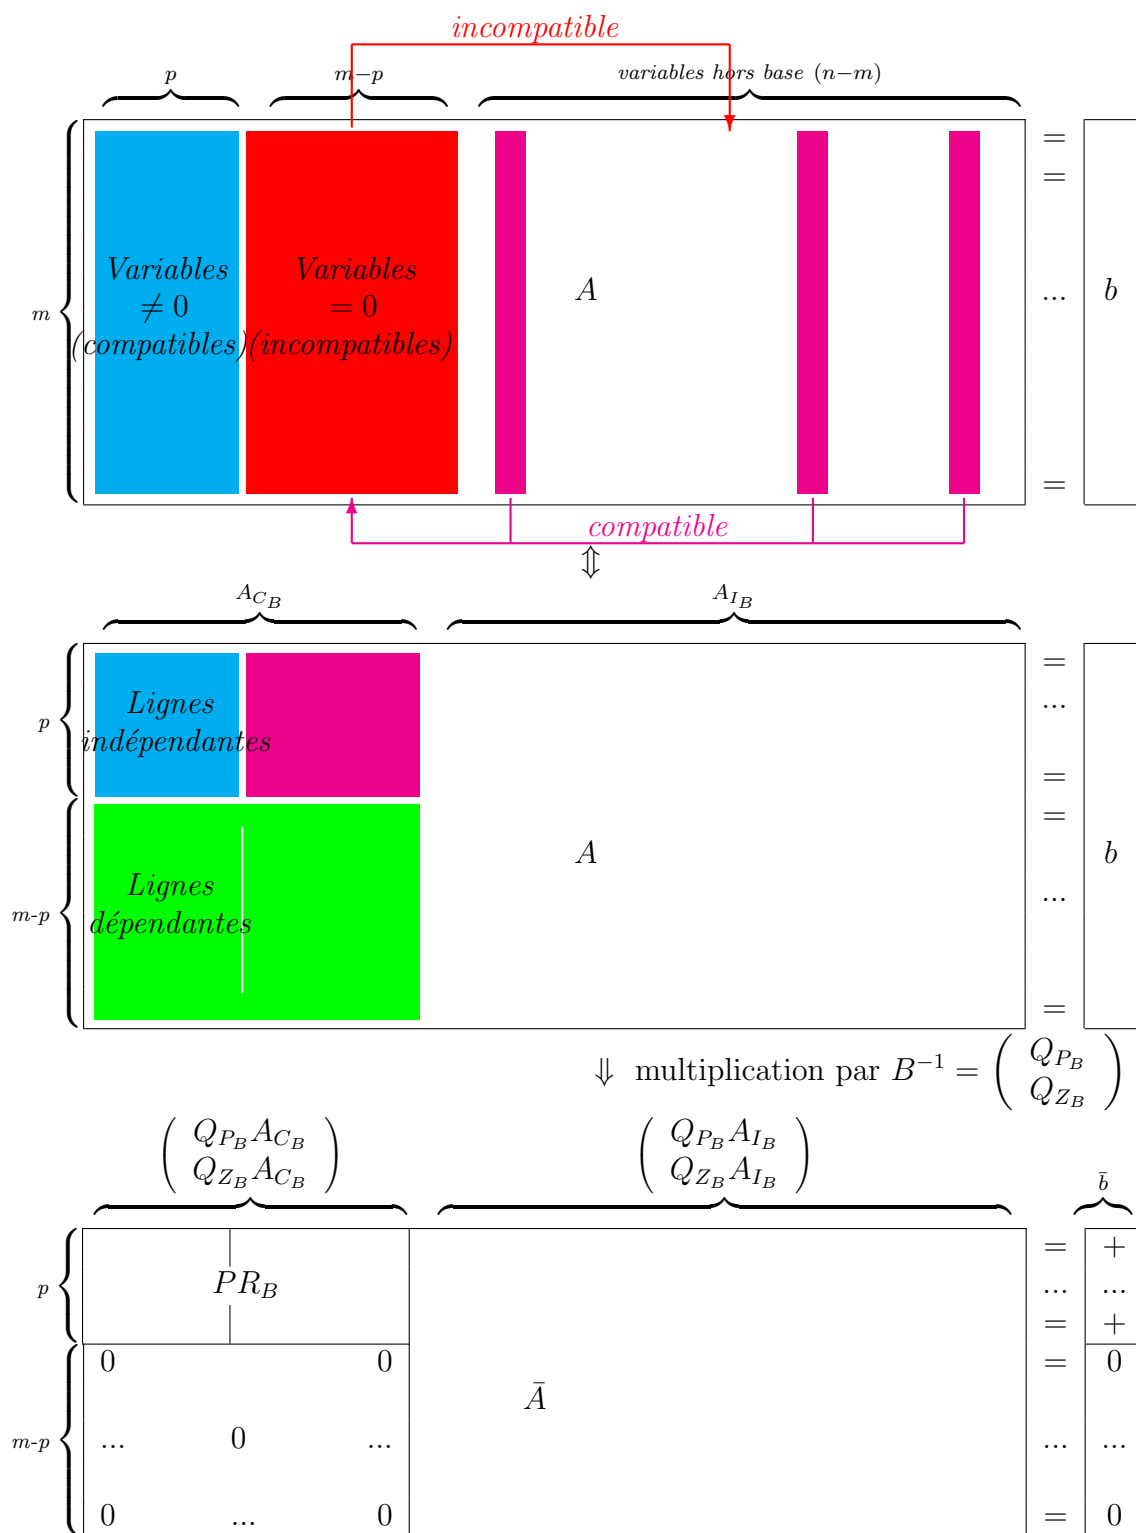 incompatible
p m−p variables hors base (n−m)
=
=
Variables Variables
≠ 0 = 0 A ... b
m
(compatibles) (incompatibles)
=
compatible
⇕
A_{C_B} A_{I_B}
=
Lignes ...
p
indépendantes
=
=
A b
Lignes ...
m-p
dépendantes
=
⇓ multiplication par B^{−1} = ( Q_{P_B} Q_{Z_B} )
( Q_{P_B}A_{C_B} ) ( Q_{P_B}A_{I_B} )
( Q_{Z_B}A_{C_B} ) ( Q_{Z_B}A_{I_B} )
b̄
= +
p PR_B ... ...
= +
0 0 = 0
Ā
m-p ... 0 ... ... ...
0 ... 0 = 0